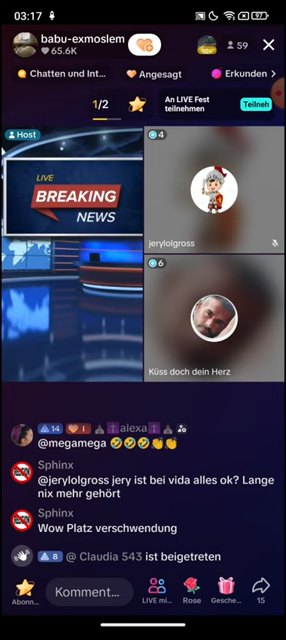 03:17
97
babu-exmoslem
65.6K
59
Chatten und Int...
Angesagt
Erkunden
1/2
An LIVE Fest
teilnehmen
Teilneh
Host
4
LIVE
BREAKING
NEWS
jerylolgross
6
Küss doch dein Herz
14
i
alexa
@megamega 🤣🤣🤣👏👏
Sphinx
@jerylolgross jery ist bei vida alles ok? Lange
nix mehr gehört
Sphinx
Wow Platz verschwendung
8 @ Claudia 543 ist beigetreten
Abonn...
Komment...
LIVE mi...
Rose
Gesche...
15